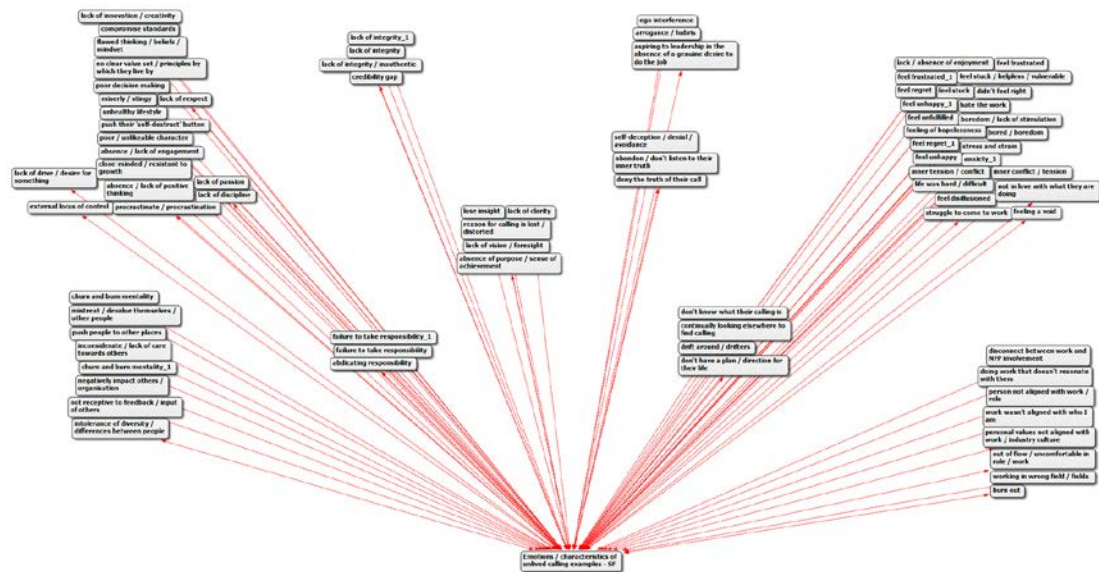 lack of innovation / creativity
compromise standards
flawed thinking / beliefs /
mindset
no clear value set / principles by
which they live by
poor decision making
miserly / stingy
lack of respect
unhealthy lifestyle
push their 'self-destruct' button
poor / unlikeable character
absence / lack of engagement
close-minded / resistant to
growth
lack of drive / desire for
something
absence / lack of positive
thinking
lack of passion
lack of discipline
external locus of control
procrastinate / procrastination
lack of integrity_1
lack of integrity
lack of integrity / inauthentic
credibility gap
ego interference
arrogance / hubris
aspiring to leadership in the
absence of a genuine desire to
do the job
self-deception / denial /
avoidance
abandon / don't listen to their
inner truth
deny the truth of their call
lack / absence of enjoyment
feel frustrated
feel frustrated_1
feel stuck / helpless / vulnerable
feel regret
feel stuck
didn't feel right
feel unhappy_1
hate the work
feel unfulfilled
boredom / lack of stimulation
feeling of hopelessness
bored / boredom
feel regret_1
stress and strain
feel unhappy
anxiety_1
inner tension / conflict
inner conflict / tension
life was hard / difficult
not in love with what they are
doing
feel disillusioned
struggle to come to work
feeling a void
lose insight
lack of clarity
reason for calling is lost /
distorted
lack of vision / foresight
absence of purpose / sense of
achievement
churn and burn mentality
mistreat / devalue themselves /
other people
push people to other places
inconsiderate / lack of care
towards others
churn and burn mentality_1
negatively impact others /
organisation
not receptive to feedback / input
of others
intolerance of diversity /
differences between people
failure to take responsibility_1
failure to take responsibility
abdicating responsibility
don't know what their calling is
continually looking elsewhere to
find calling
drift around / drifters
don't have a plan / direction for
their life
disconnect between work and
NFP involvement
doing work that doesn't resonate
with them
person not aligned with work /
role
work wasn't aligned with who I
am
personal values not aligned with
work / industry culture
out of flow / uncomfortable in
role / work
working in wrong field / fields
burn out
Emotions / characteristics of
unlived calling examples - SF